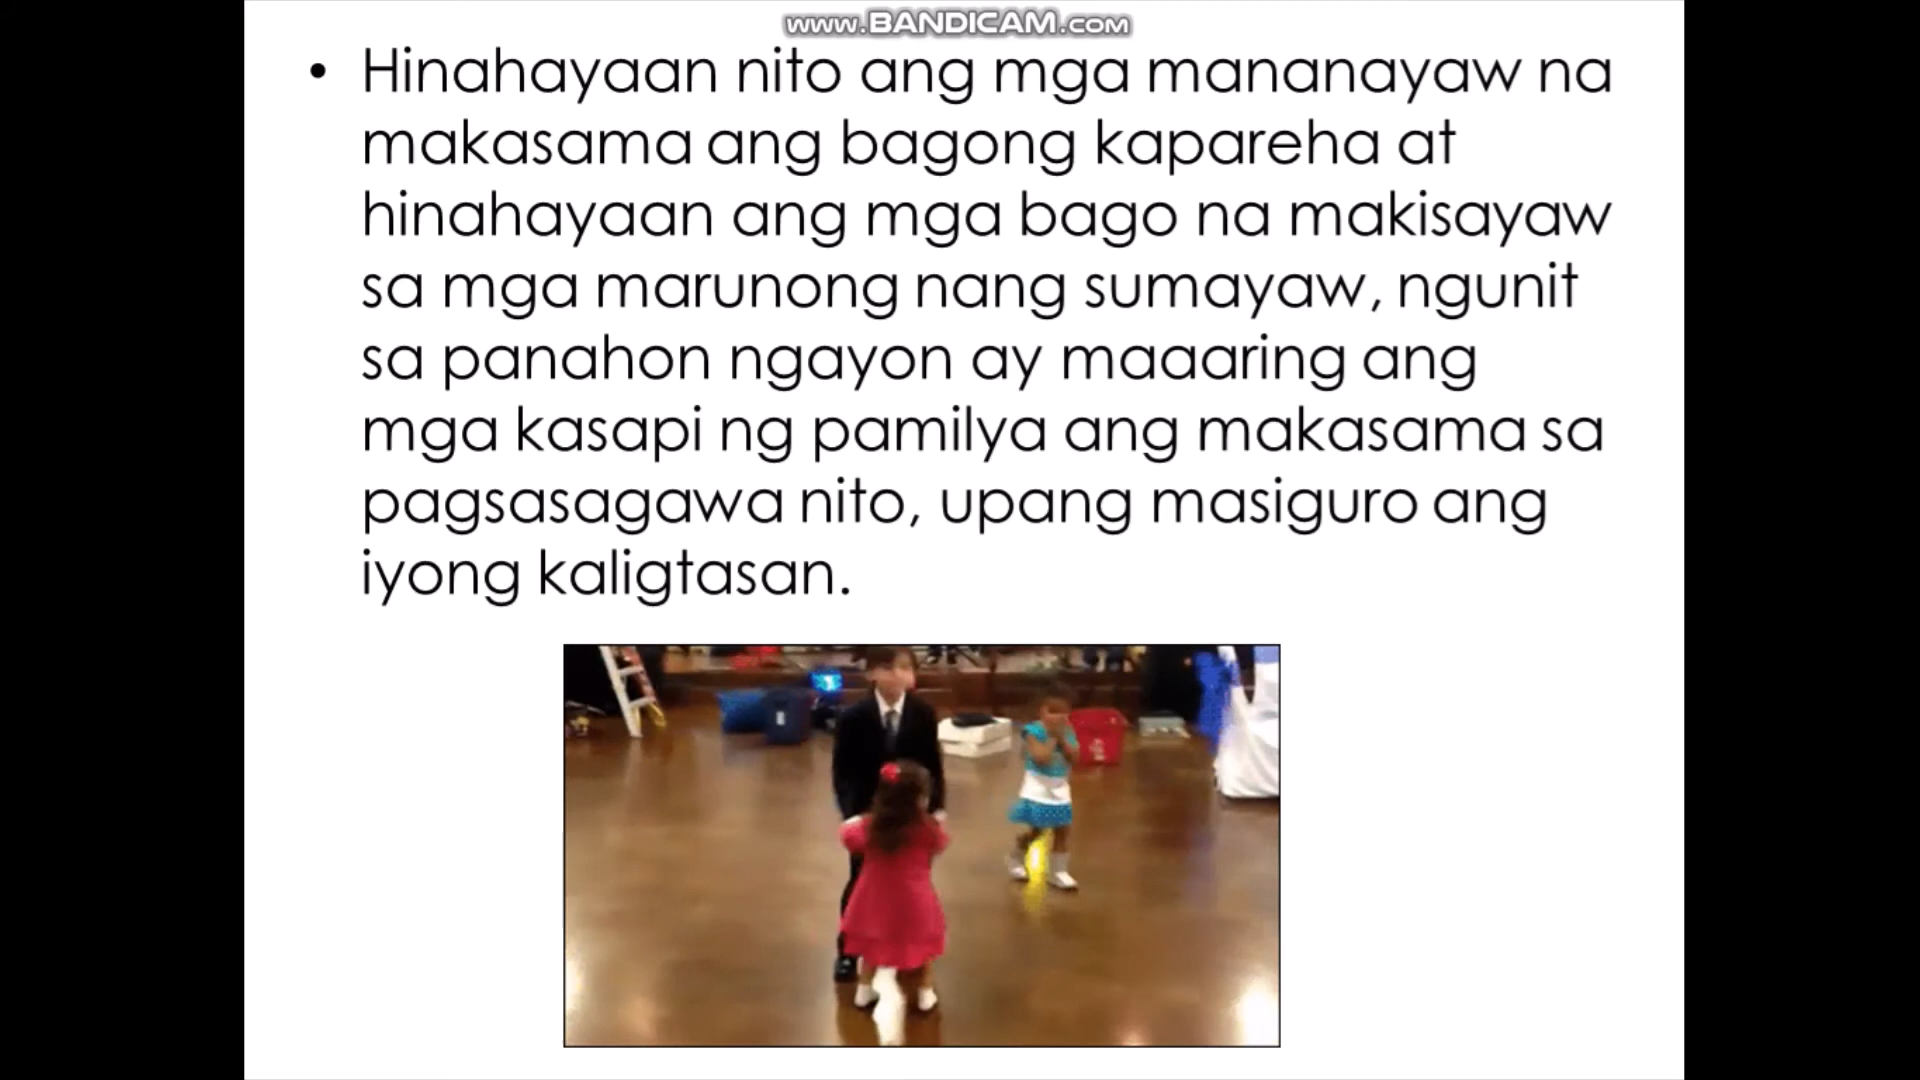 www.BANDICAM.com
• Hinahayaan nito ang mga mananayaw na
makasama ang bagong kapareha at
hinahayaan ang mga bago na makisayaw
sa mga marunong nang sumayaw, ngunit
sa panahon ngayon ay maaaring ang
mga kasapi ng pamilya ang makasama sa
pagsasagawa nito, upang masiguro ang
iyong kaligtasan.